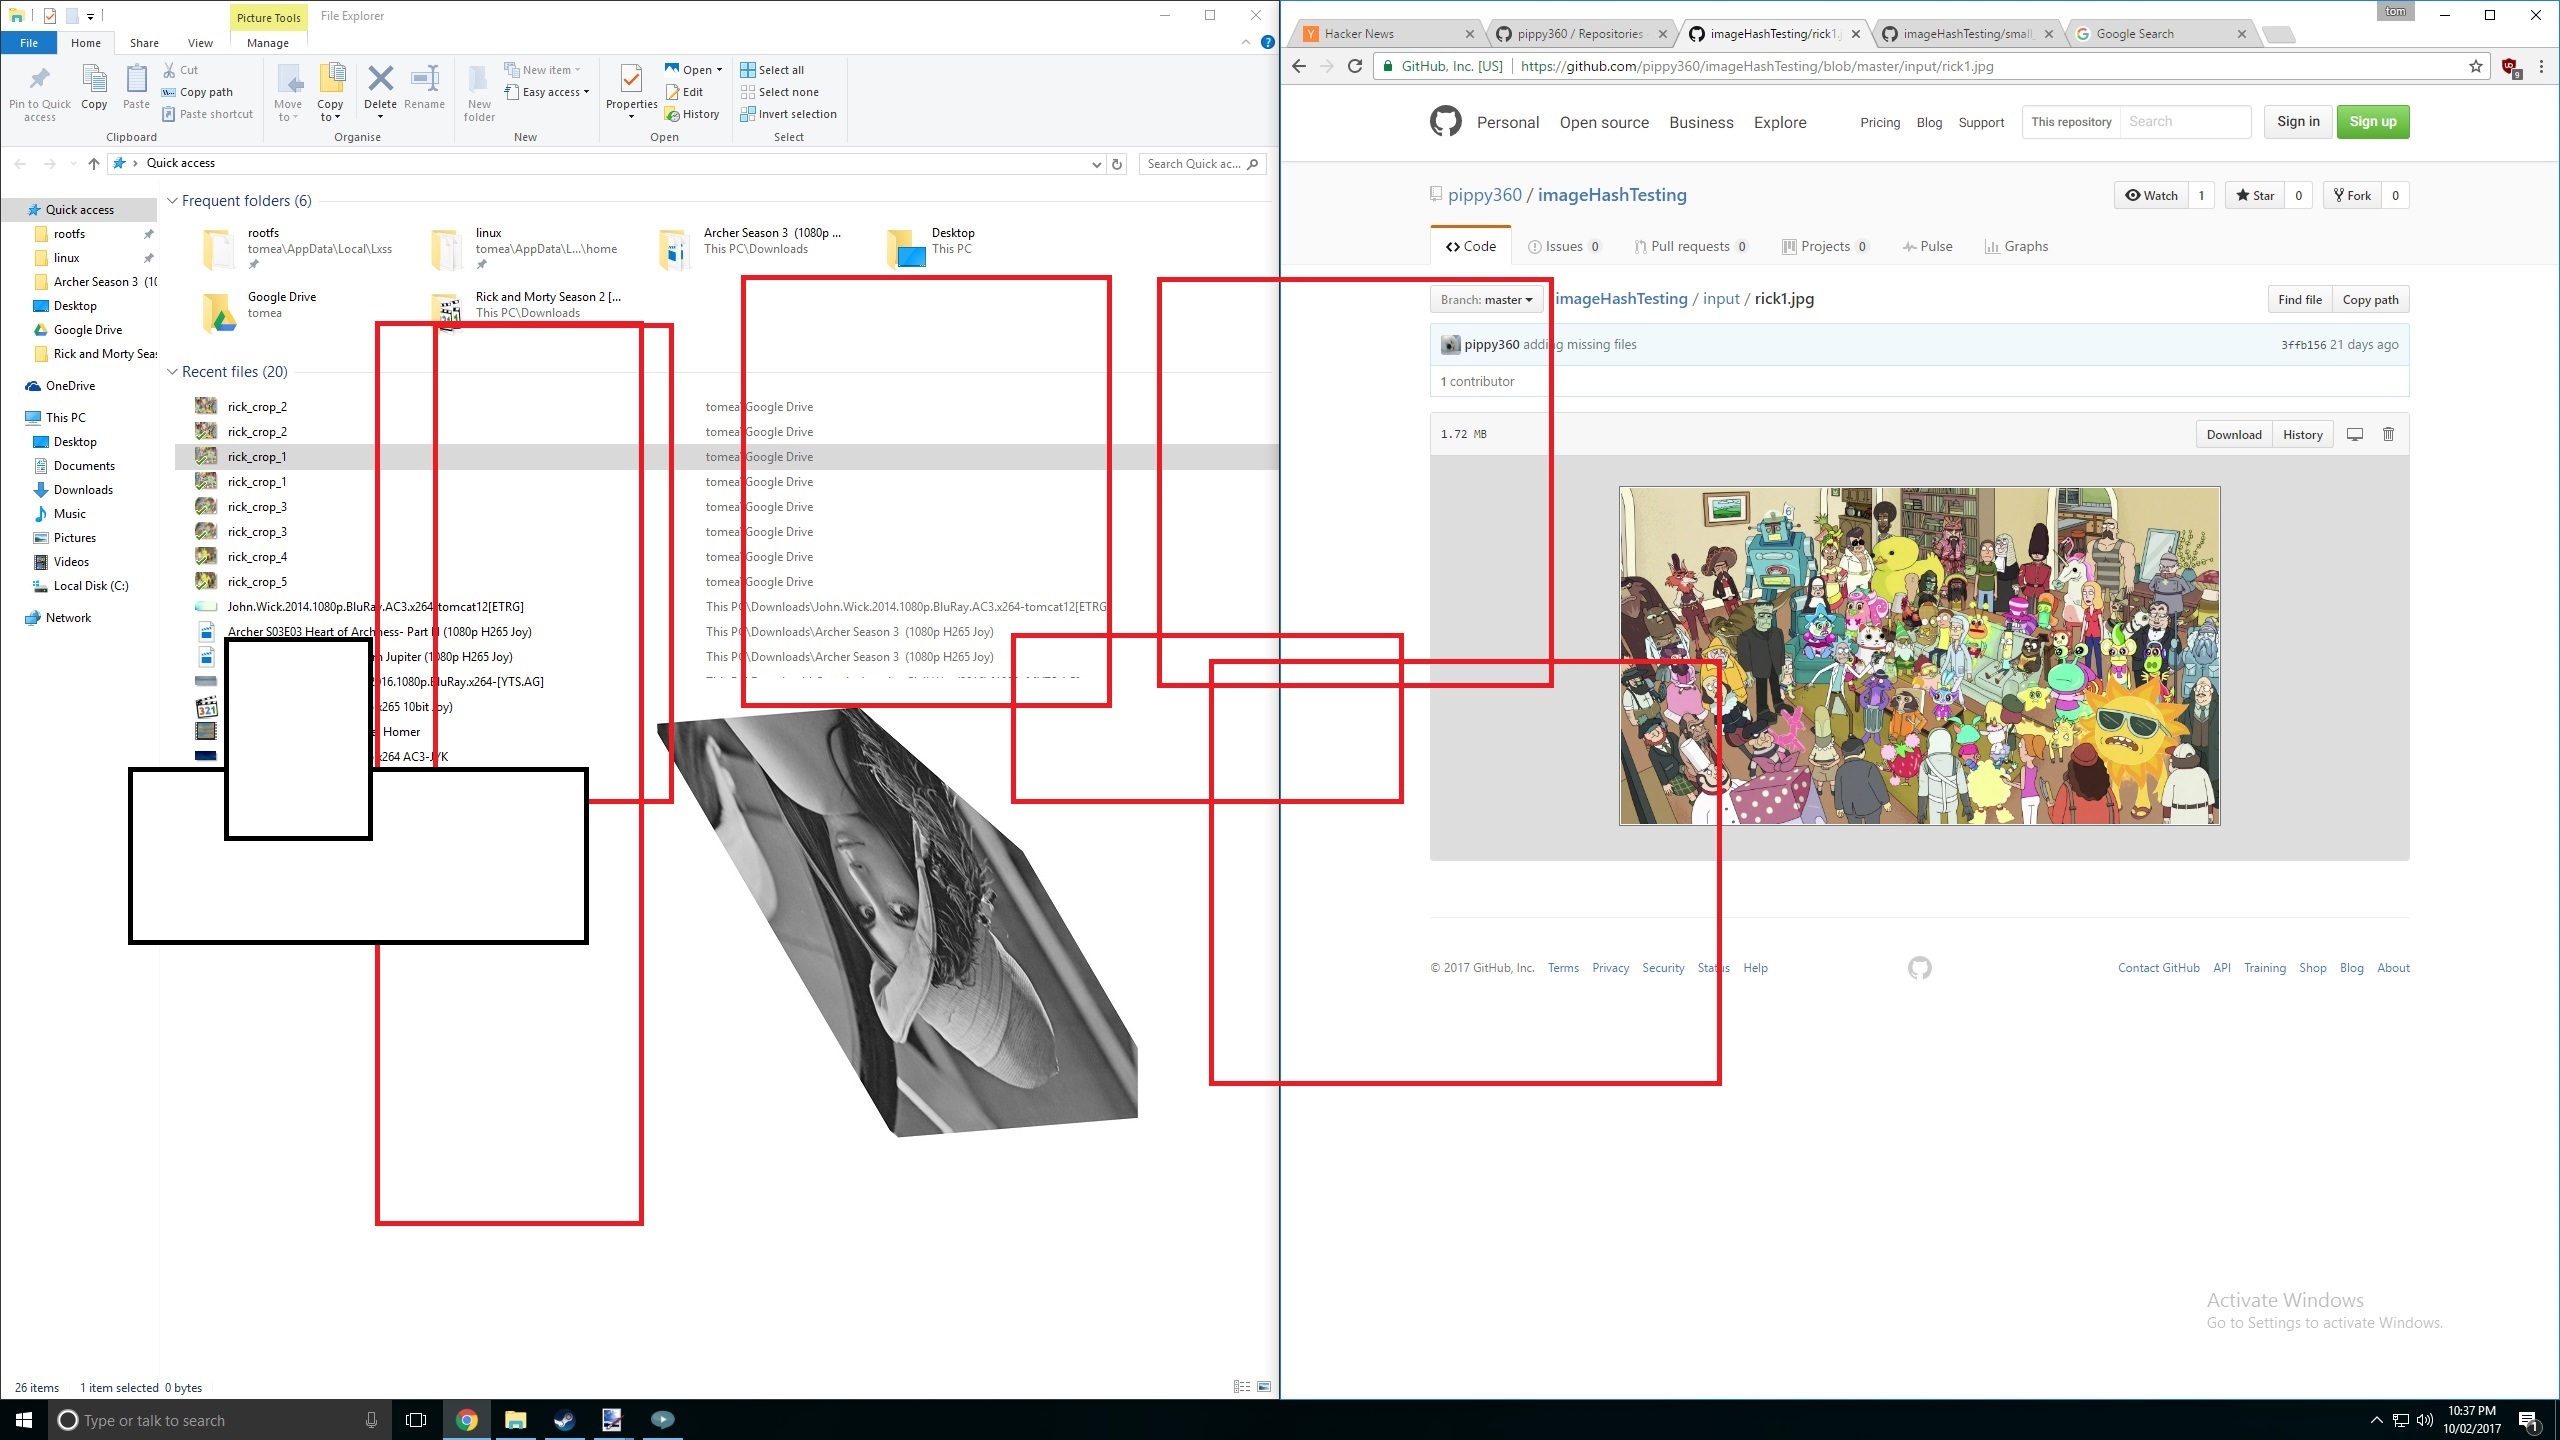 Picture Tools
File Explorer
File
Home
Share
View
Manage
Pin to Quick access
Copy
Paste
Cut
Copy path
Paste shortcut
Clipboard
Move to
Copy to
Delete
Rename
Organise
New folder
New item
Easy access
New
Properties
Open
Edit
History
Open
Select all
Select none
Invert selection
Select
Quick access
Search Quick ac...
Quick access
rootfs
linux
Archer Season 3 (10
Desktop
Google Drive
Rick and Morty Seas
OneDrive
This PC
Desktop
Documents
Downloads
Music
Pictures
Videos
Local Disk (C:)
Network
Frequent folders (6)
rootfs
tomea\AppData\Local\Lxss
linux
tomea\AppData\L...\home
Archer Season 3 (1080p ...
This PC\Downloads
Desktop
This PC
Google Drive
tomea
Rick and Morty Season 2 [...
This PC\Downloads
Recent files (20)
rick_crop_2 tomea\Google Drive
rick_crop_2 tomea\Google Drive
rick_crop_1 tomea\Google Drive
rick_crop_1 tomea\Google Drive
rick_crop_3 tomea\Google Drive
rick_crop_3 tomea\Google Drive
rick_crop_4 tomea\Google Drive
rick_crop_5 tomea\Google Drive
John.Wick.2014.1080p.BluRay.AC3.x264-tomcat12[ETRG] This PC\Downloads\John.Wick.2014.1080p.BluRay.AC3.x264-tomcat12[ETRG
Archer S03E03 Heart of Archness- Part (1080p H265 Joy) This PC\Downloads\Archer Season 3 (1080p H265 Joy)
Jupiter (1080p H265 Joy) This PC\Downloads\Archer Season 3 (1080p H265 Joy)
016.1080p.BluRay.x264-[YTS.AG]
x265 10bit Joy)
Homer
x264 AC3-JYK
26 items 1 item selected 0 bytes
tom
Hacker News
pippy360 / Repositories
imageHashTesting/rick1.j
imageHashTesting/small_
Google Search
GitHub, Inc. [US]
https://github.com/pippy360/imageHashTesting/blob/master/input/rick1.jpg
9
Personal
Open source
Business
Explore
Pricing
Blog
Support
This repository
Search
Sign in
Sign up
pippy360 / imageHashTesting
Watch 1
Star 0
Fork 0
Code
Issues 0
Pull requests 0
Projects 0
Pulse
Graphs
Branch: master
imageHashTesting / input / rick1.jpg
Find file
Copy path
pippy360 adding missing files
3ffb156 21 days ago
1 contributor
1.72 MB
Download
History
© 2017 GitHub, Inc. Terms Privacy Security Status Help
Contact GitHub API Training Shop Blog About
Activate Windows
Go to Settings to activate Windows.
Type or talk to search
10:37 PM
10/02/2017
1